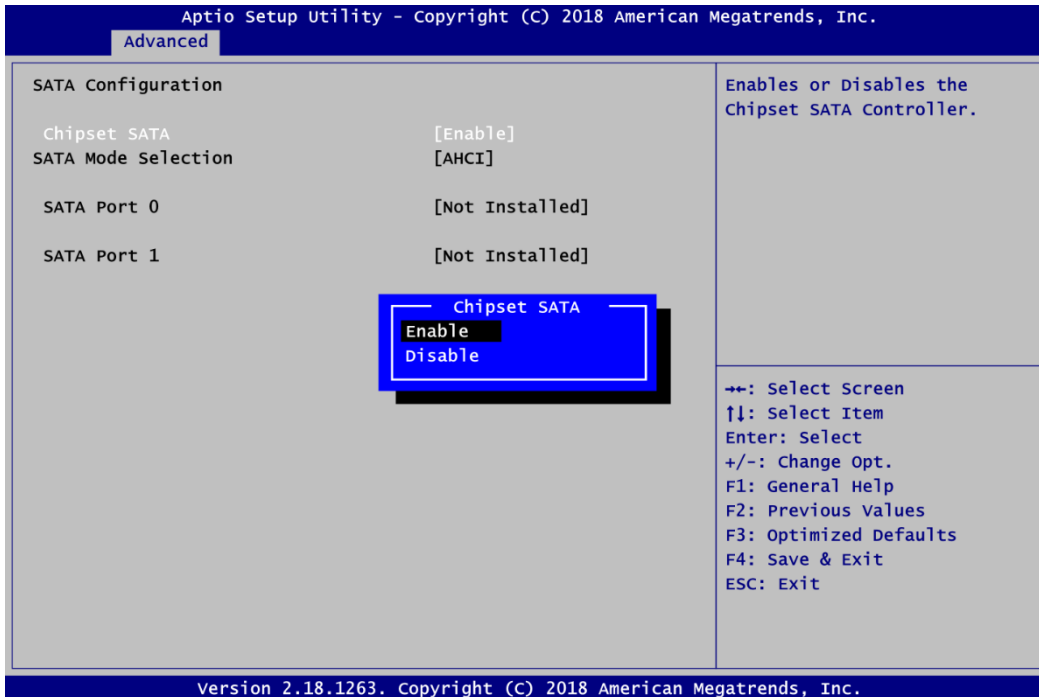 Aptio Setup Utility - Copyright (C) 2018 American Megatrends, Inc.
Advanced
SATA Configuration
Chipset SATA [Enable]
SATA Mode Selection [AHCI]
SATA Port 0 [Not Installed]
SATA Port 1 [Not Installed]
Chipset SATA
Enable
Disable
Enables or Disables the
Chipset SATA Controller.
→←: Select Screen
↑↓: Select Item
Enter: Select
+/-: Change Opt.
F1: General Help
F2: Previous Values
F3: Optimized Defaults
F4: Save & Exit
ESC: Exit
Version 2.18.1263. Copyright (C) 2018 American Megatrends, Inc.